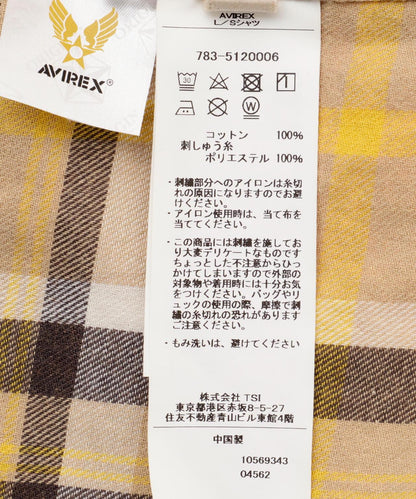 AVIREX®
AVIREX
L/Sシャツ
783-5120006
30
W
コットン 100%
刺しゅう糸
ポリエステル 100%
・刺繍部分へのアイロンは糸切
れの原因になりますのでお避
けください。
・アイロン使用時は、当て布を
当ててください。
・この商品には刺繍を施してお
り大変デリケートなものです
ちょっとした不注意からひっ
かけてしまいますので外部の
対象物や着用時には十分お気
をつけください。バッグやリ
ュックの使用の際、摩擦で刺
繍の糸切れの恐れがあります
ご注意ください。
・もみ洗いは、避けてください
株式会社 TSI
東京都港区赤坂8-5-27
住友不動産青山ビル東館4階
中国製
10569343
04562